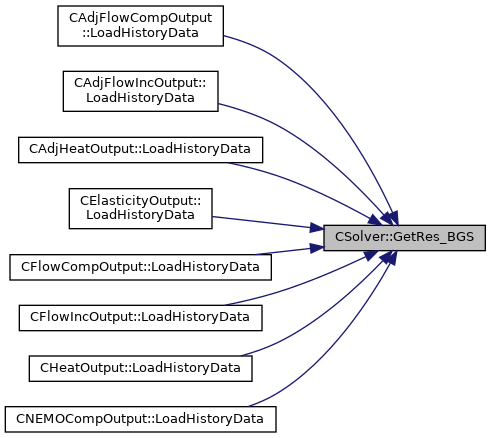 CAdjFlowCompOutput
::LoadHistoryData
CAdjFlowIncOutput::
LoadHistoryData
CAdjHeatOutput::LoadHistoryData
CElasticityOutput::
LoadHistoryData
CSolver::GetRes_BGS
CFlowCompOutput::LoadHistoryData
CFlowIncOutput::LoadHistoryData
CHeatOutput::LoadHistoryData
CNEMOCompOutput::LoadHistoryData